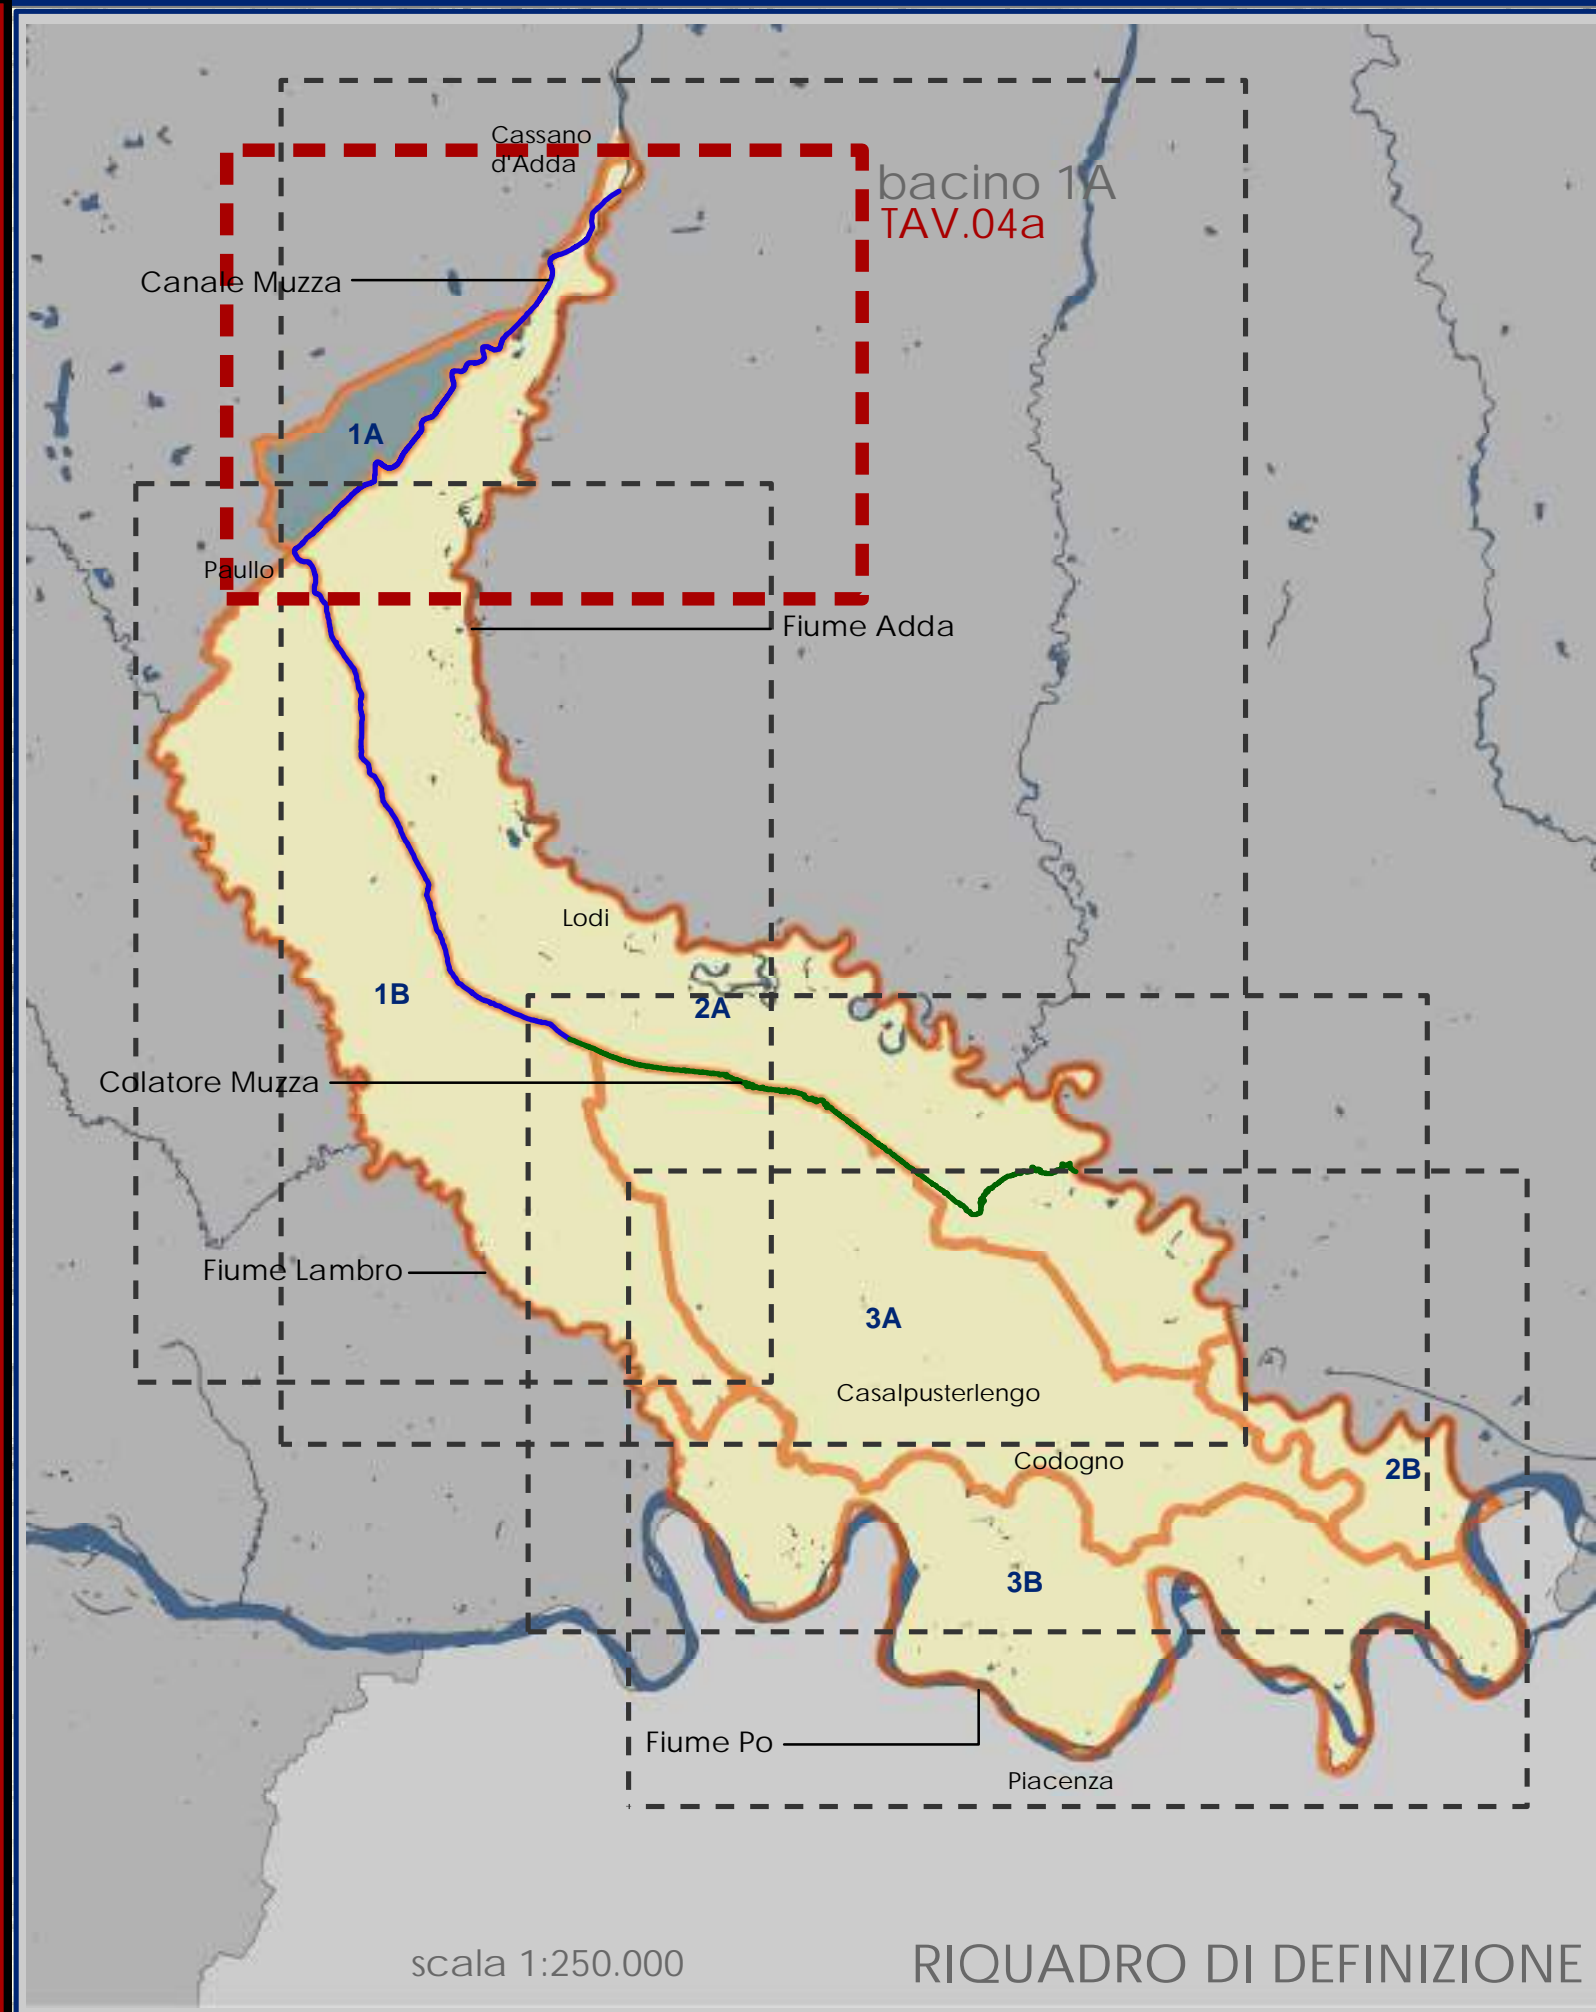 Cassano
d'Adda
bacino 1A
TAV.04a
Canale Muzza
1A
Paullo
Fiume Adda
Lodi
1B
2A
Colatore Muzza
Fiume Lambro
3A
Casalpusterlengo
Codogno
2B
3B
Fiume Po
Piacenza
scala 1:250.000
RIQUADRO DI DEFINIZIONE